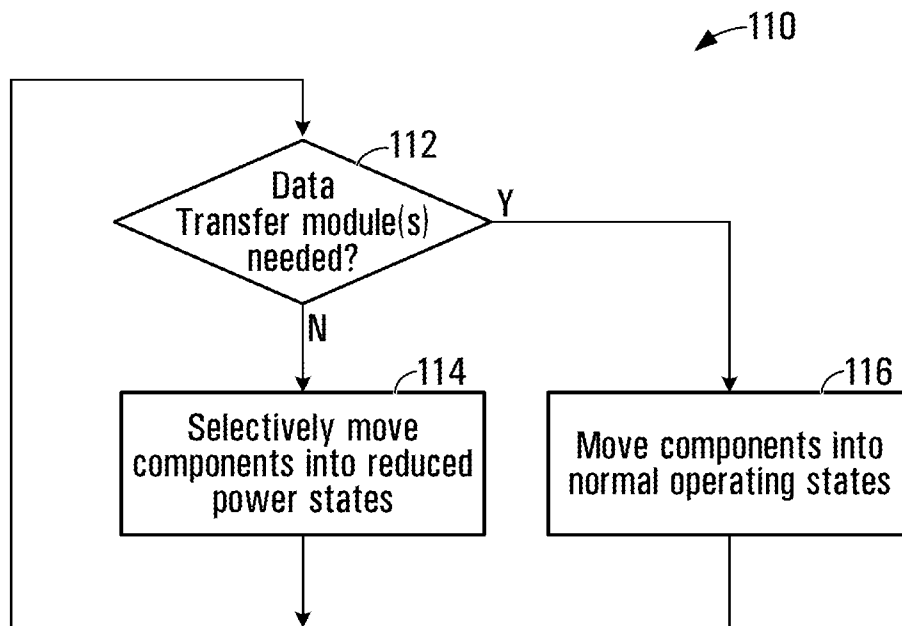 110
112
Data
Transfer module(s)
needed?
Y
N
114
Selectively move
components into reduced
power states
116
Move components into
normal operating states